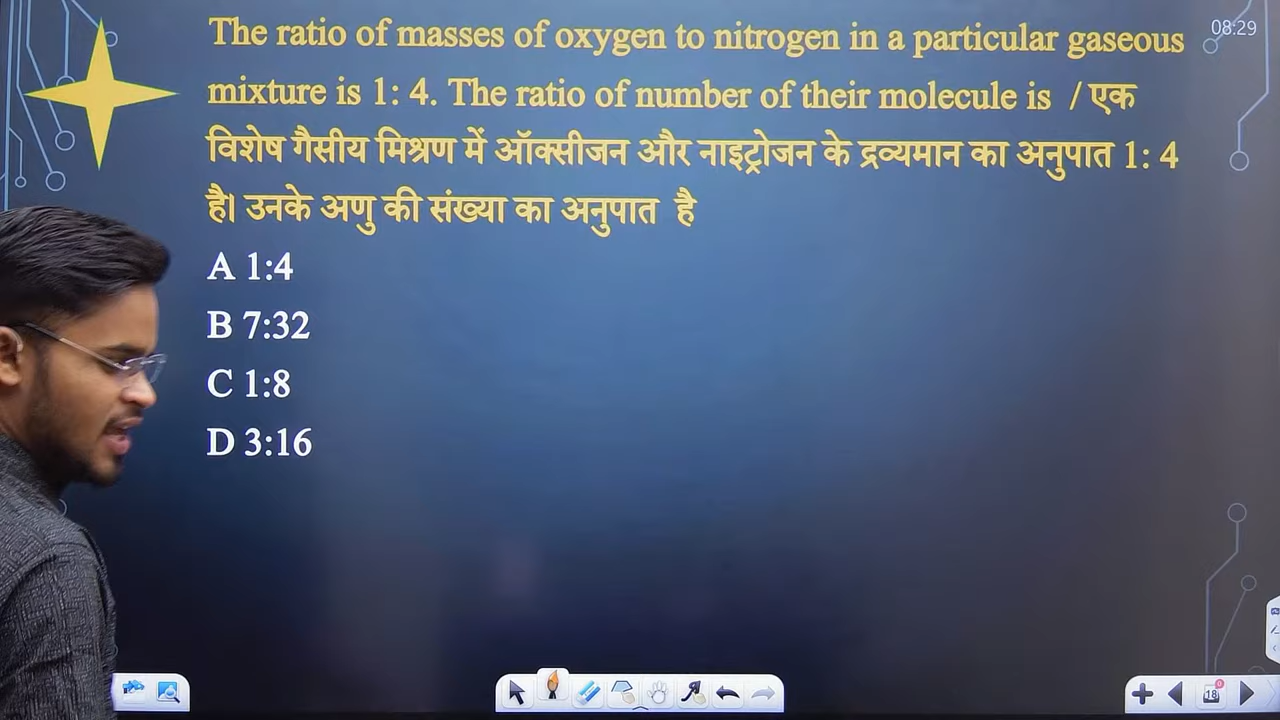 The ratio of masses of oxygen to nitrogen in a particular gaseous
mixture is 1: 4. The ratio of number of their molecule is / एक
विशेष गैसीय मिश्रण में ऑक्सीजन और नाइट्रोजन के द्रव्यमान का अनुपात 1: 4
है। उनके अणु की संख्या का अनुपात है
A 1:4
B 7:32
C 1:8
D 3:16
08:29
18